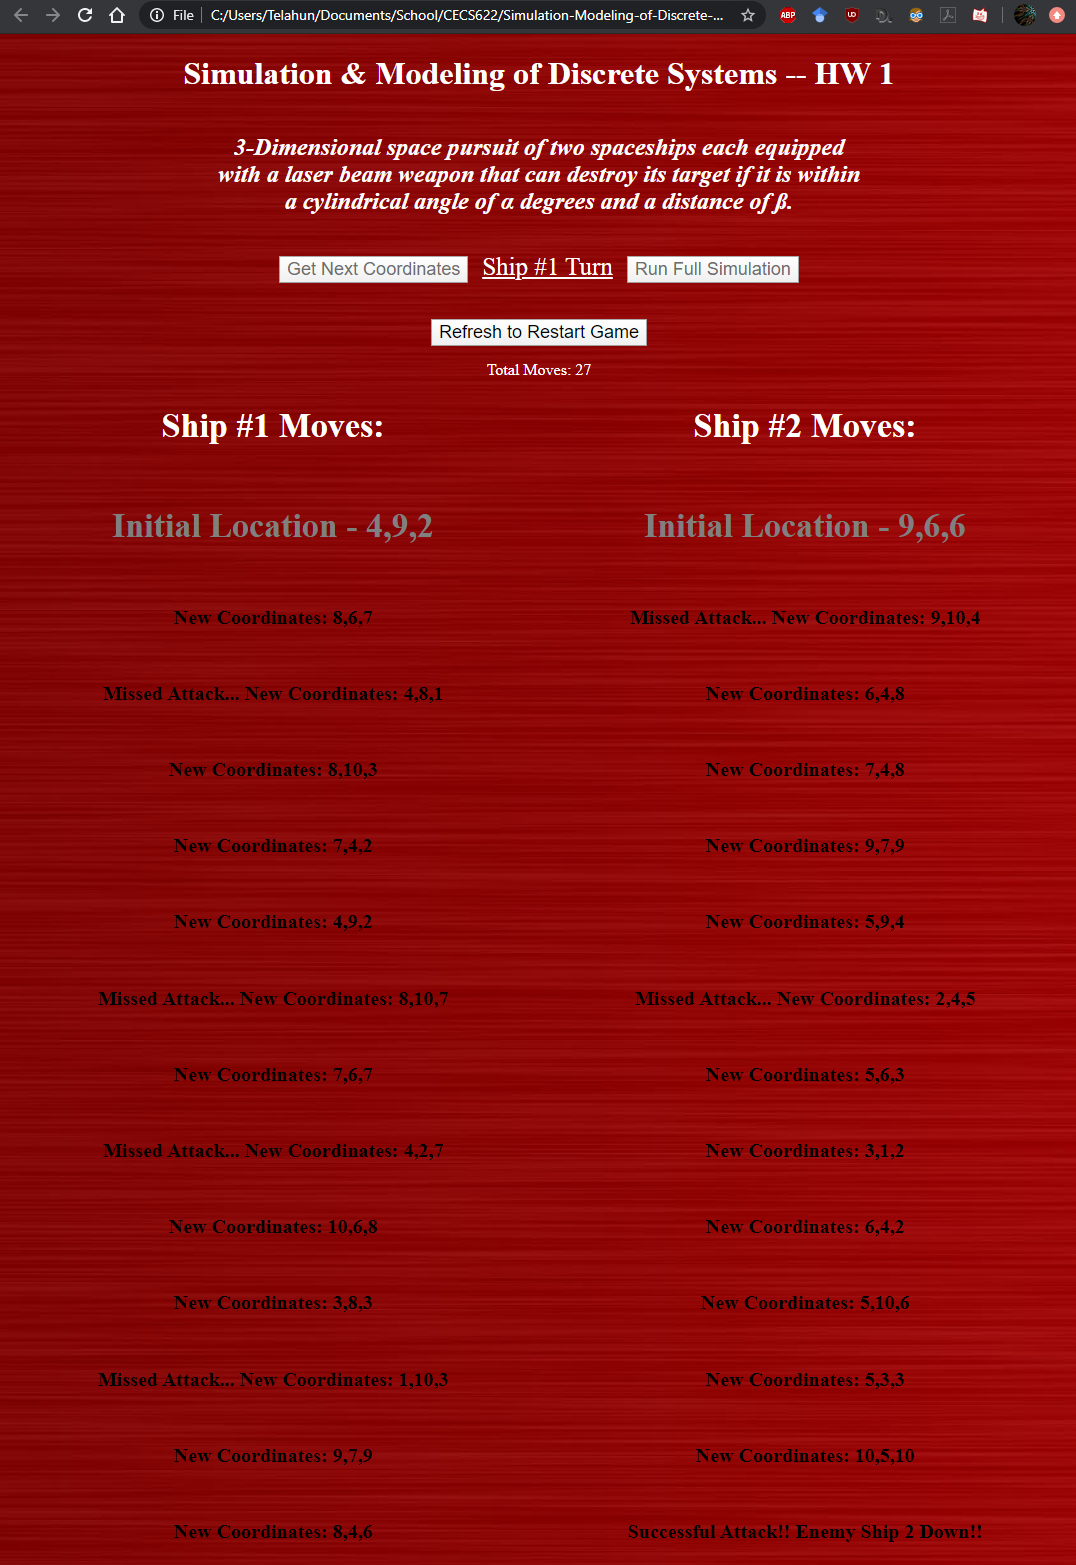 File
C:/Users/Telahun/Documents/School/CECS622/Simulation-Modeling-of-Discrete-...
ABP
Simulation & Modeling of Discrete Systems -- HW 1
3-Dimensional space pursuit of two spaceships each equipped
with a laser beam weapon that can destroy its target if it is within
a cylindrical angle of α degrees and a distance of ß.
Get Next Coordinates Ship #1 Turn Run Full Simulation
Refresh to Restart Game
Total Moves: 27
Ship #1 Moves:
Initial Location - 4,9,2
New Coordinates: 8,6,7
Missed Attack... New Coordinates: 4,8,1
New Coordinates: 8,10,3
New Coordinates: 7,4,2
New Coordinates: 4,9,2
Missed Attack... New Coordinates: 8,10,7
New Coordinates: 7,6,7
Missed Attack... New Coordinates: 4,2,7
New Coordinates: 10,6,8
New Coordinates: 3,8,3
Missed Attack... New Coordinates: 1,10,3
New Coordinates: 9,7,9
New Coordinates: 8,4,6
Ship #2 Moves:
Initial Location - 9,6,6
Missed Attack... New Coordinates: 9,10,4
New Coordinates: 6,4,8
New Coordinates: 7,4,8
New Coordinates: 9,7,9
New Coordinates: 5,9,4
Missed Attack... New Coordinates: 2,4,5
New Coordinates: 5,6,3
New Coordinates: 3,1,2
New Coordinates: 6,4,2
New Coordinates: 5,10,6
New Coordinates: 5,3,3
New Coordinates: 10,5,10
Successful Attack!! Enemy Ship 2 Down!!